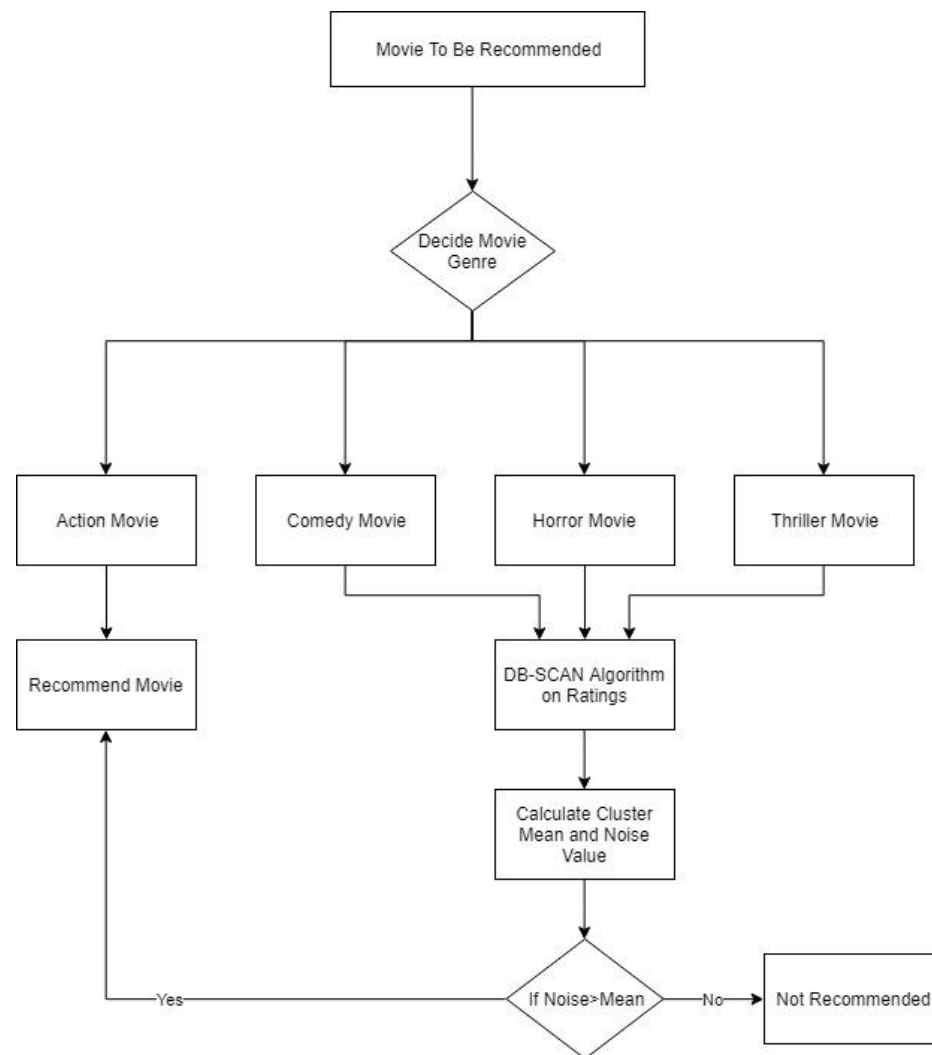 Movie To Be Recommended
Decide Movie
Genre
Action Movie
Comedy Movie
Horror Movie
Thriller Movie
Recommend Movie
DB-SCAN Algorithm
on Ratings
Calculate Cluster
Mean and Noise
Value
Yes
If Noise>Mean
No
Not Recommended